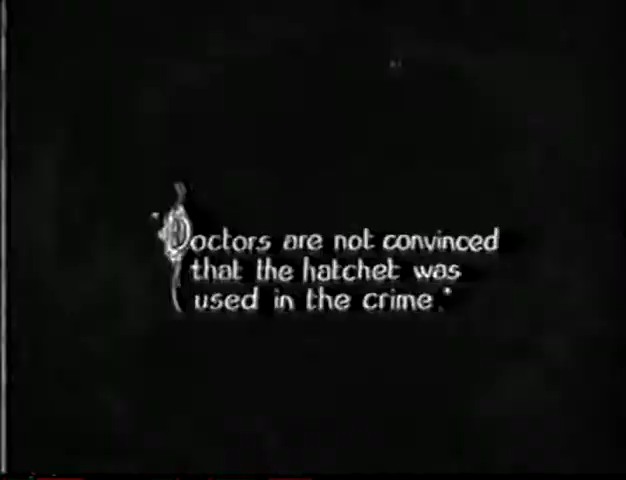 Doctors are not convinced
that the hatchet was
used in the crime."